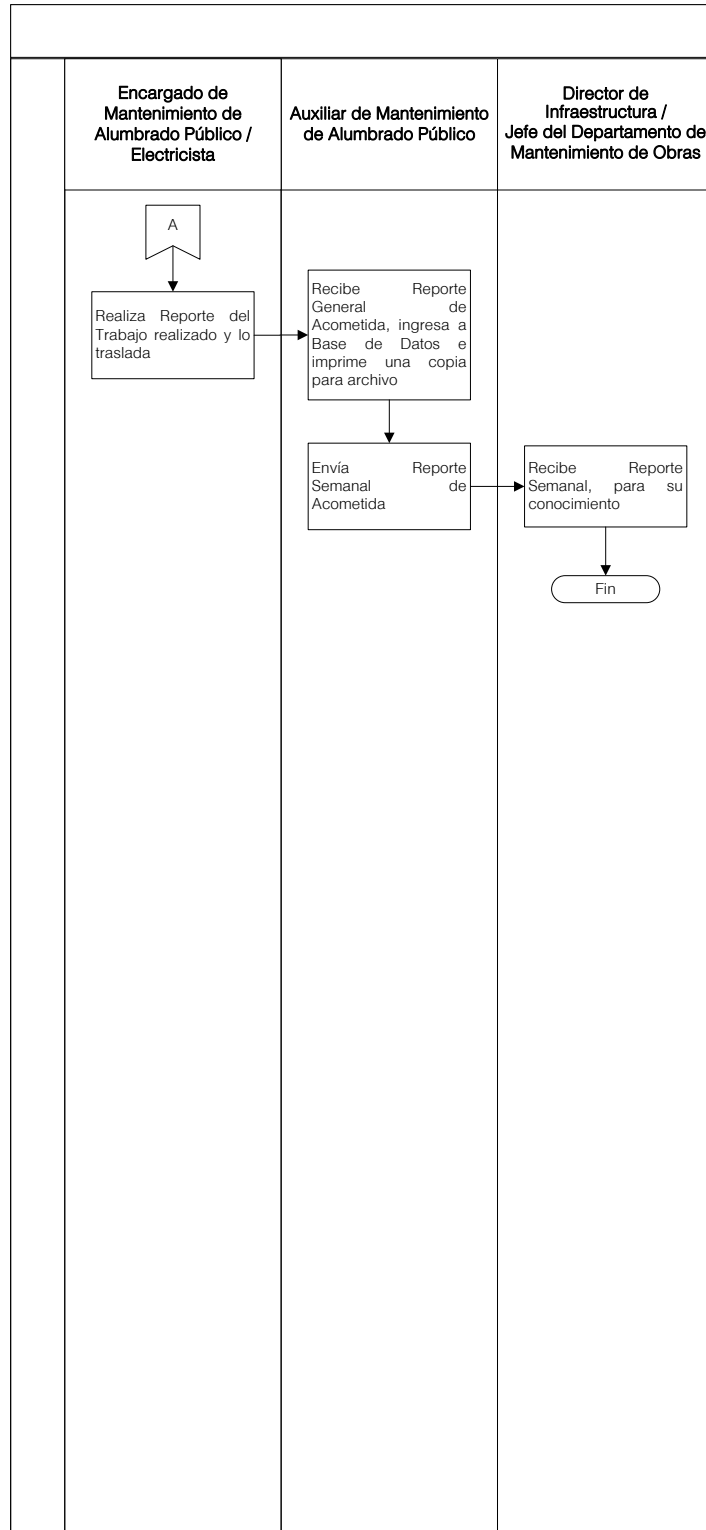 Encargado de
Mantenimiento de
Alumbrado Público /
Electricista
Auxiliar de Mantenimiento
de Alumbrado Público
Director de
Infraestructura /
Jefe del Departamento de
Mantenimiento de Obras
A
Realiza Reporte del
Trabajo realizado y lo
traslada
Recibe Reporte
General de
Acometida, ingresa a
Base de Datos e
imprime una copia
para archivo
Envía Reporte
Semanal de
Acometida
Recibe Reporte
Semanal, para su
conocimiento
Fin